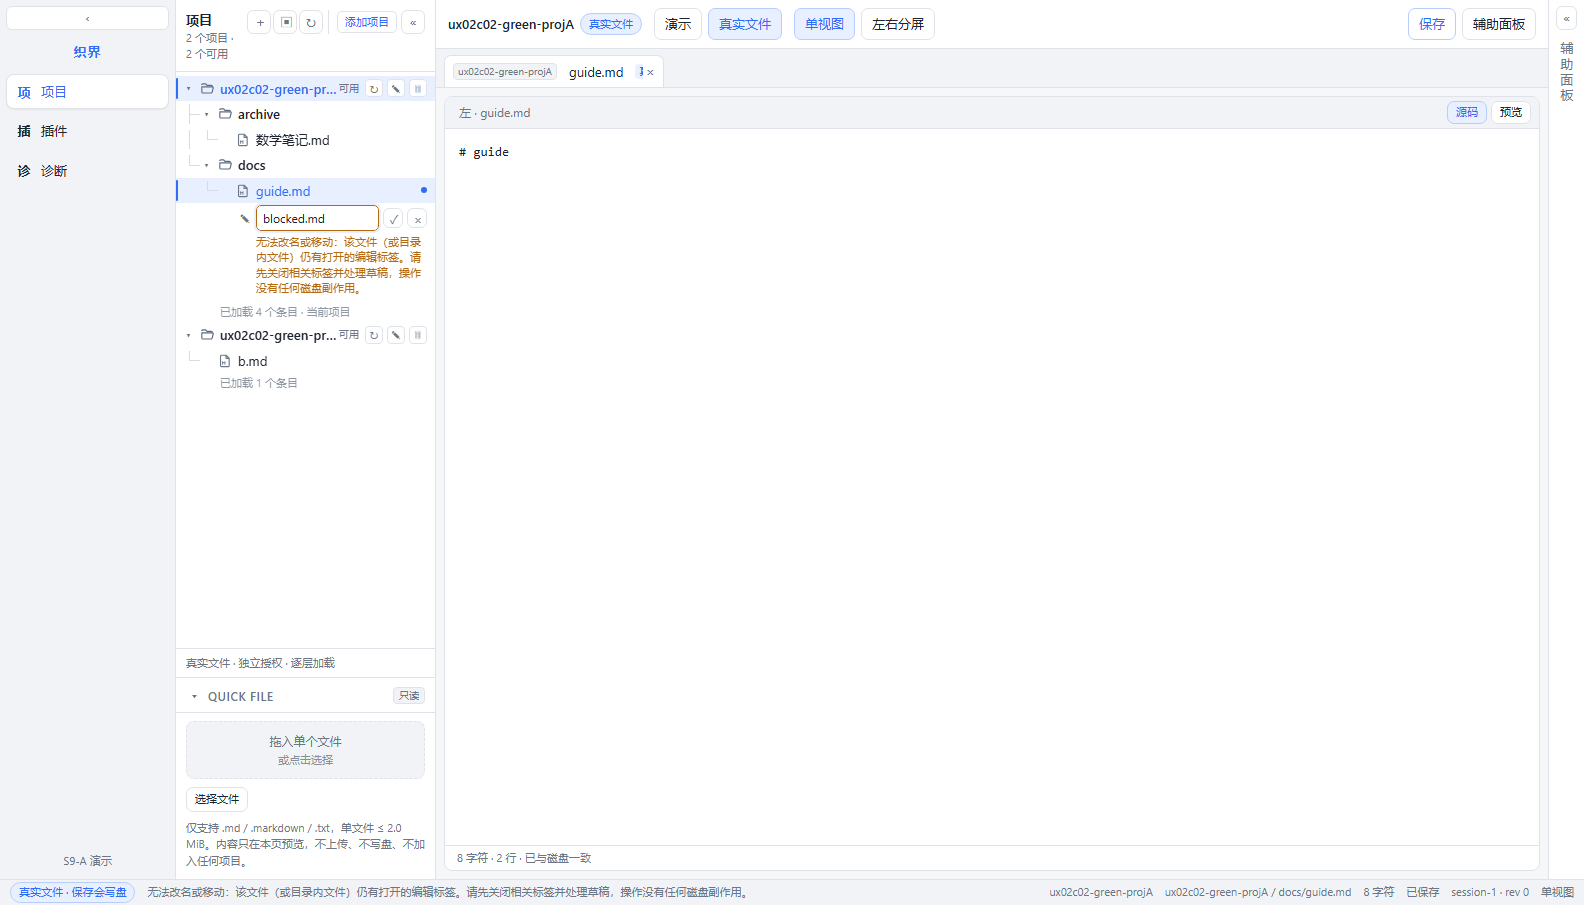 织界
项 项目
插 插件
诊 诊断
S9-A 演示
项目
2 个项目 ·
2 个可用
添加项目
ux02c02-green-pr... 可用
archive
数学笔记.md
docs
guide.md
blocked.md
无法改名或移动：该文件（或目录
内文件）仍有打开的编辑标签。请
先关闭相关标签并处理草稿，操作
没有任何磁盘副作用。
已加载 4 个条目 · 当前项目
ux02c02-green-pr... 可用
b.md
已加载 1 个条目
真实文件 · 独立授权 · 逐层加载
QUICK FILE 只读
拖入单个文件
或点击选择
选择文件
仅支持 .md / .markdown / .txt，单文件 ≤ 2.0
MiB。内容只在本页预览，不上传、不写盘、不加
入任何项目。
ux02c02-green-projA 真实文件 演示 真实文件 单视图 左右分屏 保存 辅助面板
ux02c02-green-projA guide.md
左 · guide.md 源码 预览
# guide
8 字符 · 2 行 · 已与磁盘一致
辅助面板
真实文件 · 保存会写盘 无法改名或移动：该文件（或目录内文件）仍有打开的编辑标签。请先关闭相关标签并处理草稿，操作没有任何磁盘副作用。 ux02c02-green-projA ux02c02-green-projA / docs/guide.md 8 字符 已保存 session-1 · rev 0 单视图